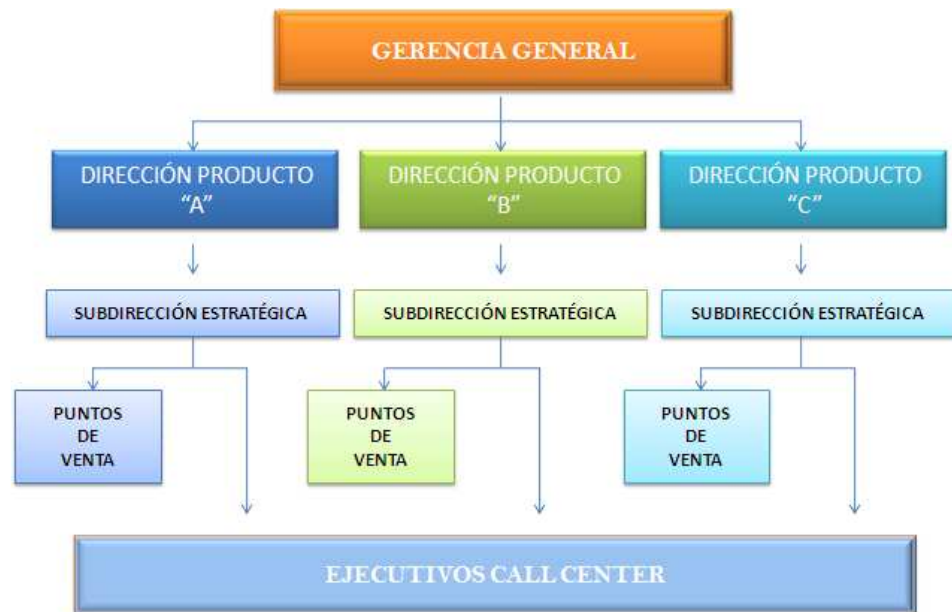 GERENCIA GENERAL
DIRECCIÓN PRODUCTO
“A”
DIRECCIÓN PRODUCTO
“B”
DIRECCIÓN PRODUCTO
“C”
SUBDIRECCIÓN ESTRATÉGICA
SUBDIRECCIÓN ESTRATÉGICA
SUBDIRECCIÓN ESTRATÉGICA
PUNTOS
DE
VENTA
PUNTOS
DE
VENTA
PUNTOS
DE
VENTA
EJECUTIVOS CALL CENTER